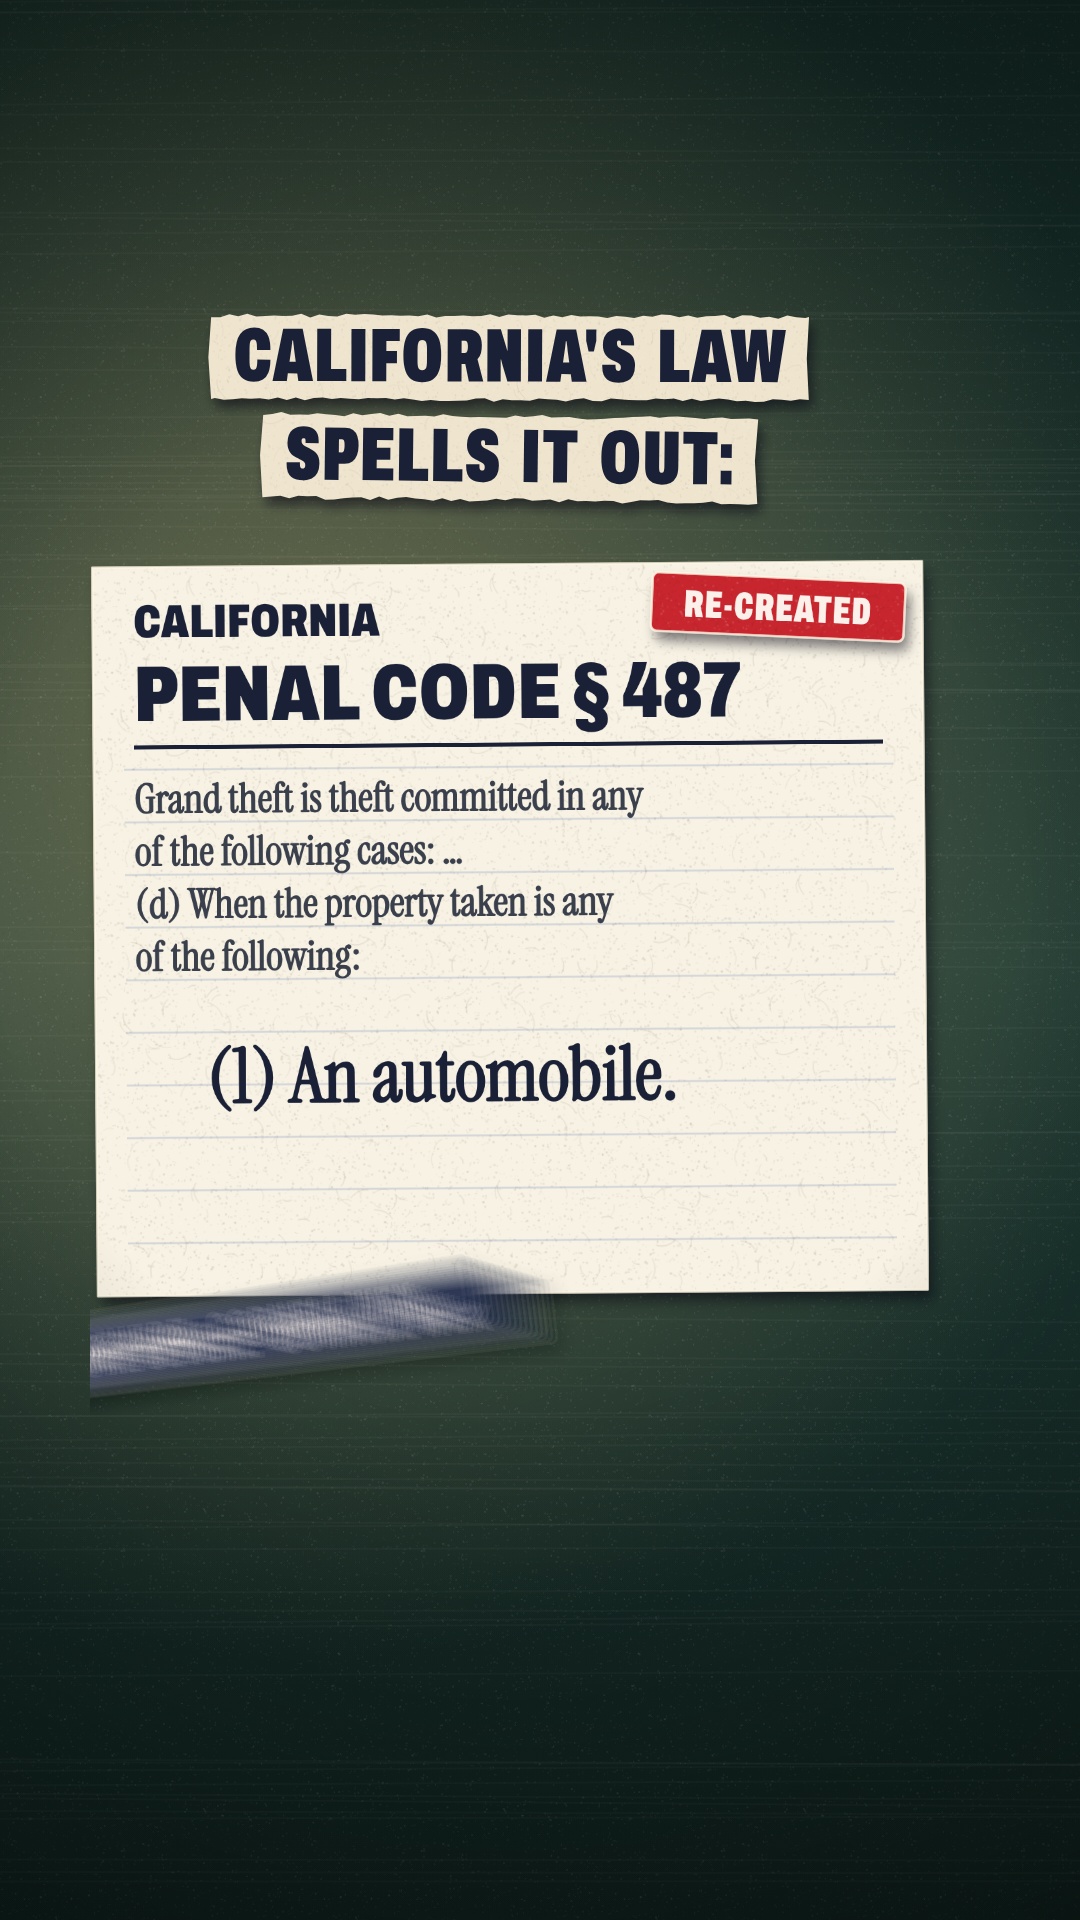 CALIFORNIA'S LAW
SPELLS IT OUT:
RE-CREATED
CALIFORNIA
PENAL CODE § 487
Grand theft is theft committed in any
of the following cases: ...
(d) When the property taken is any
of the following:
(1) An automobile.